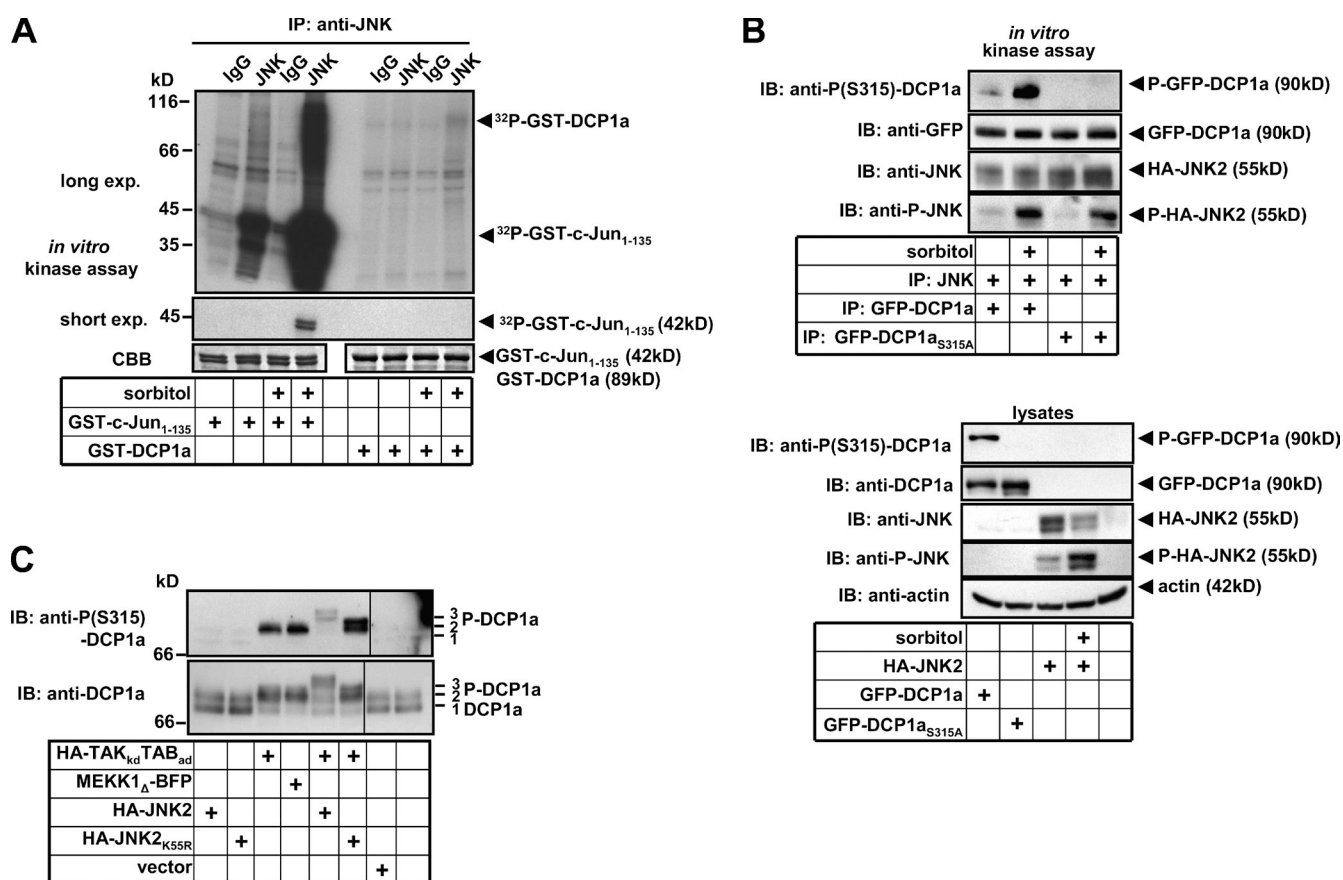 A
IP: anti-JNK
IgG JNK IgG JNK IgG JNK IgG JNK
kD
116
66
45
35
long exp.
in vitro
kinase assay
32P-GST-DCP1a
32P-GST-c-Jun1-135
short exp.
45
32P-GST-c-Jun1-135 (42kD)
CBB
GST-c-Jun1-135 (42kD)
GST-DCP1a (89kD)
sorbitol + + + +
GST-c-Jun1-135 + + + +
GST-DCP1a + + + +
B
in vitro
kinase assay
IB: anti-P(S315)-DCP1a P-GFP-DCP1a (90kD)
IB: anti-GFP GFP-DCP1a (90kD)
IB: anti-JNK HA-JNK2 (55kD)
IB: anti-P-JNK P-HA-JNK2 (55kD)
sorbitol + +
IP: JNK + + + +
IP: GFP-DCP1a + +
IP: GFP-DCP1aS315A + +
lysates
IB: anti-P(S315)-DCP1a P-GFP-DCP1a (90kD)
IB: anti-DCP1a GFP-DCP1a (90kD)
IB: anti-JNK HA-JNK2 (55kD)
IB: anti-P-JNK P-HA-JNK2 (55kD)
IB: anti-actin actin (42kD)
sorbitol +
HA-JNK2 + +
GFP-DCP1a +
GFP-DCP1aS315A +
C
kD
IB: anti-P(S315)
-DCP1a
3
2 P-DCP1a
1
66
IB: anti-DCP1a
3
2 P-DCP1a
1 DCP1a
66
HA-TAKkdTABad + + +
MEKK1Δ-BFP +
HA-JNK2 + +
HA-JNK2K55R + +
vector +